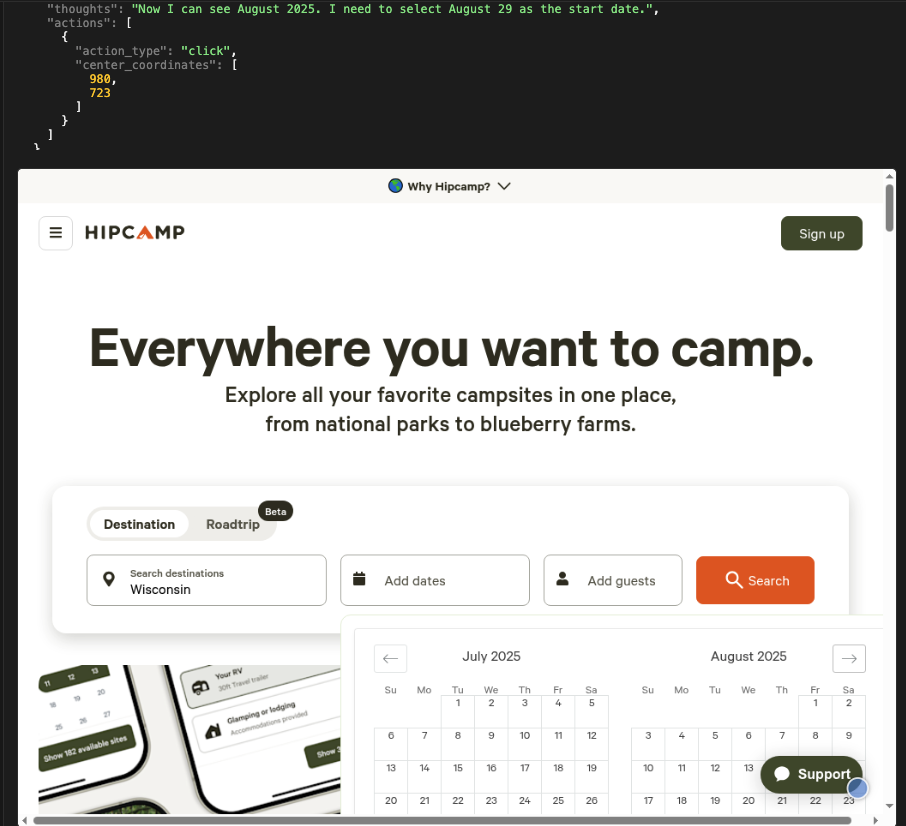 "thoughts": "Now I can see August 2025. I need to select August 29 as the start date.",
"actions": [
{
"action_type": "click",
"center_coordinates": [
980,
723
]
}
]
}
Why Hipcamp?
HIPCAMP
Sign up
Everywhere you want to camp.
Explore all your favorite campsites in one place,
from national parks to blueberry farms.
Beta
Destination Roadtrip
Search destinations
Wisconsin
Add dates
Add guests
Search
July 2025
Su Mo Tu We Th Fr Sa
1 2 3 4 5
6 7 8 9 10 11 12
13 14 15 16 17 18 19
20 21 22 23 24 25 26
August 2025
Su Mo Tu We Th Fr Sa
1 2
3 4 5 6 7 8 9
10 11 12 13
17 18 19 20 21 22 23
Support
11 12 13
18 19 20
25 26 27
Show 182 available sites
Your RV
30ft Travel trailer
Glamping or lodging
Accommodations provided